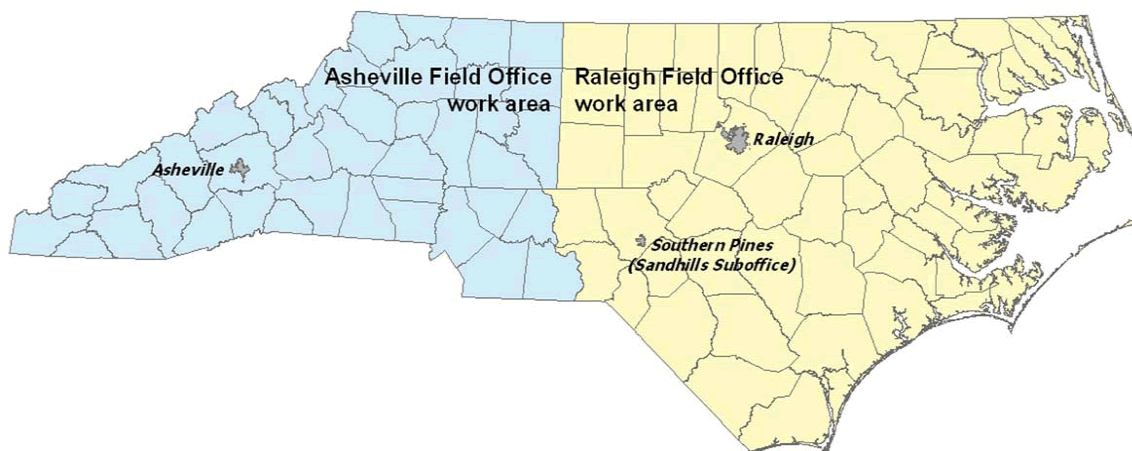 Asheville Field Office
work area
Raleigh Field Office
work area
Asheville
Raleigh
Southern Pines
(Sandhills Suboffice)